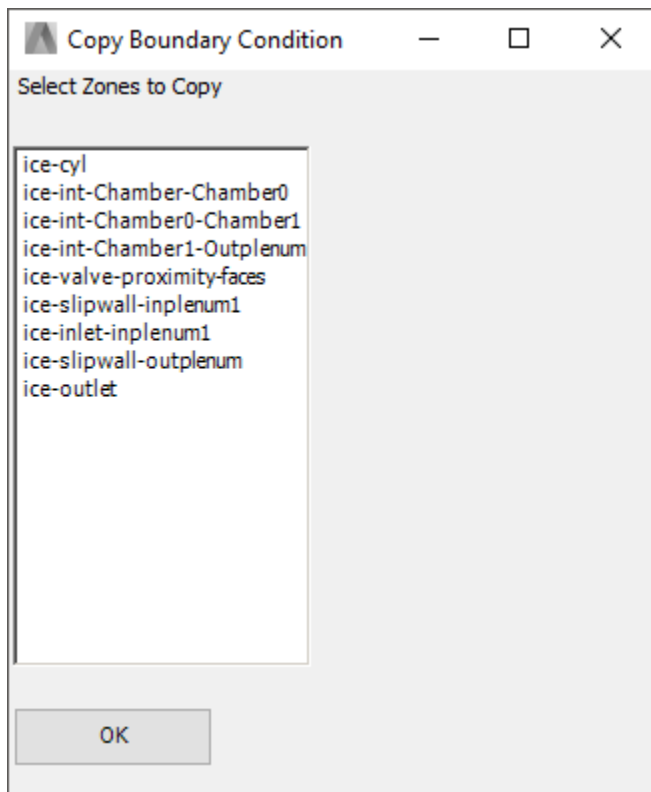 Copy Boundary Condition
Select Zones to Copy
ice-cyl
ice-int-Chamber-Chamber0
ice-int-Chamber0-Chamber1
ice-int-Chamber1-Outplenum
ice-valve-proximity-faces
ice-slipwall-inplenum1
ice-inlet-inplenum1
ice-slipwall-outplenum
ice-outlet
OK